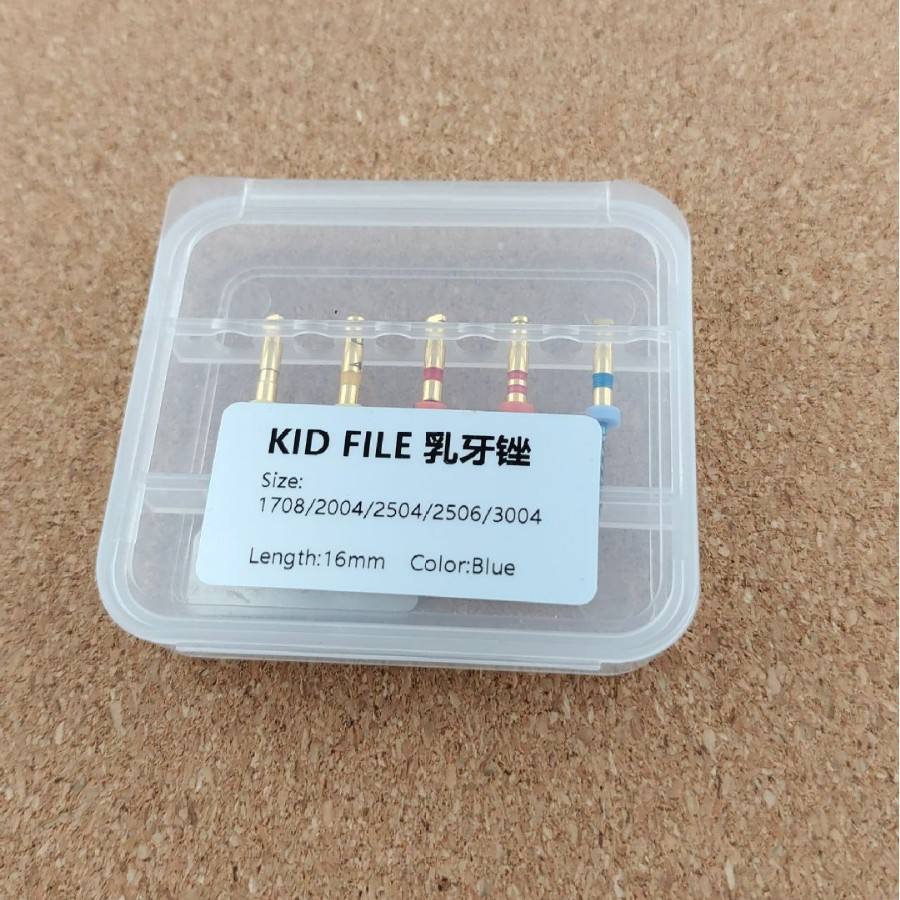 KID FILE 乳牙锉
Size:
1708/2004/2504/2506/3004
Length:16mm Color:Blue